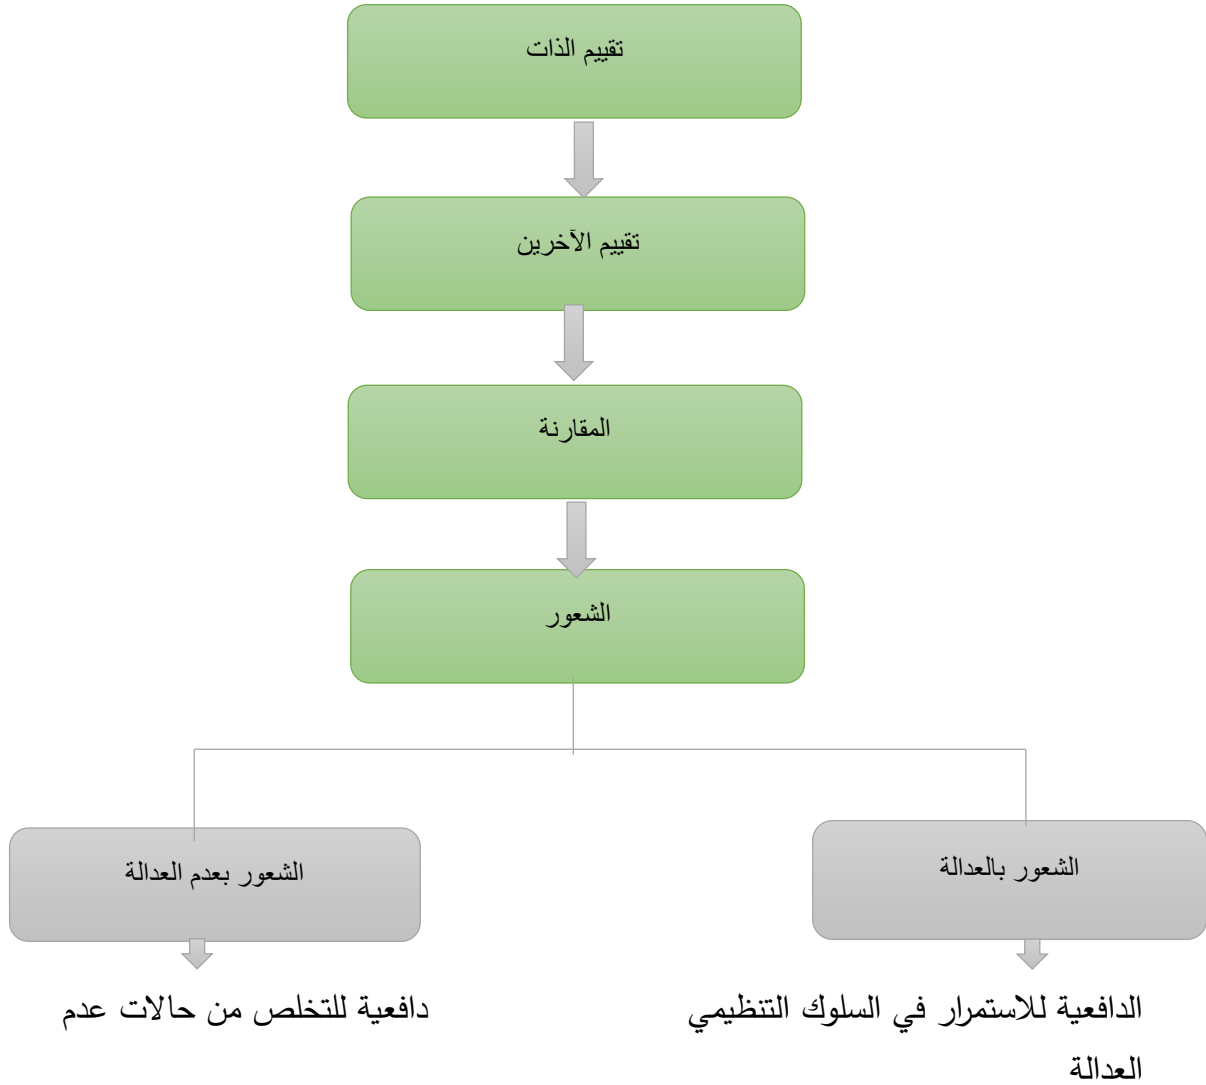 تقييم الذات
تقييم الآخرين
المقارنة
الشعور
الشعور بالعدالة
الشعور بعدم العدالة
الدافعية للاستمرار في السلوك التنظيمي
دافعية للتخلص من حالات عدم
العدالة